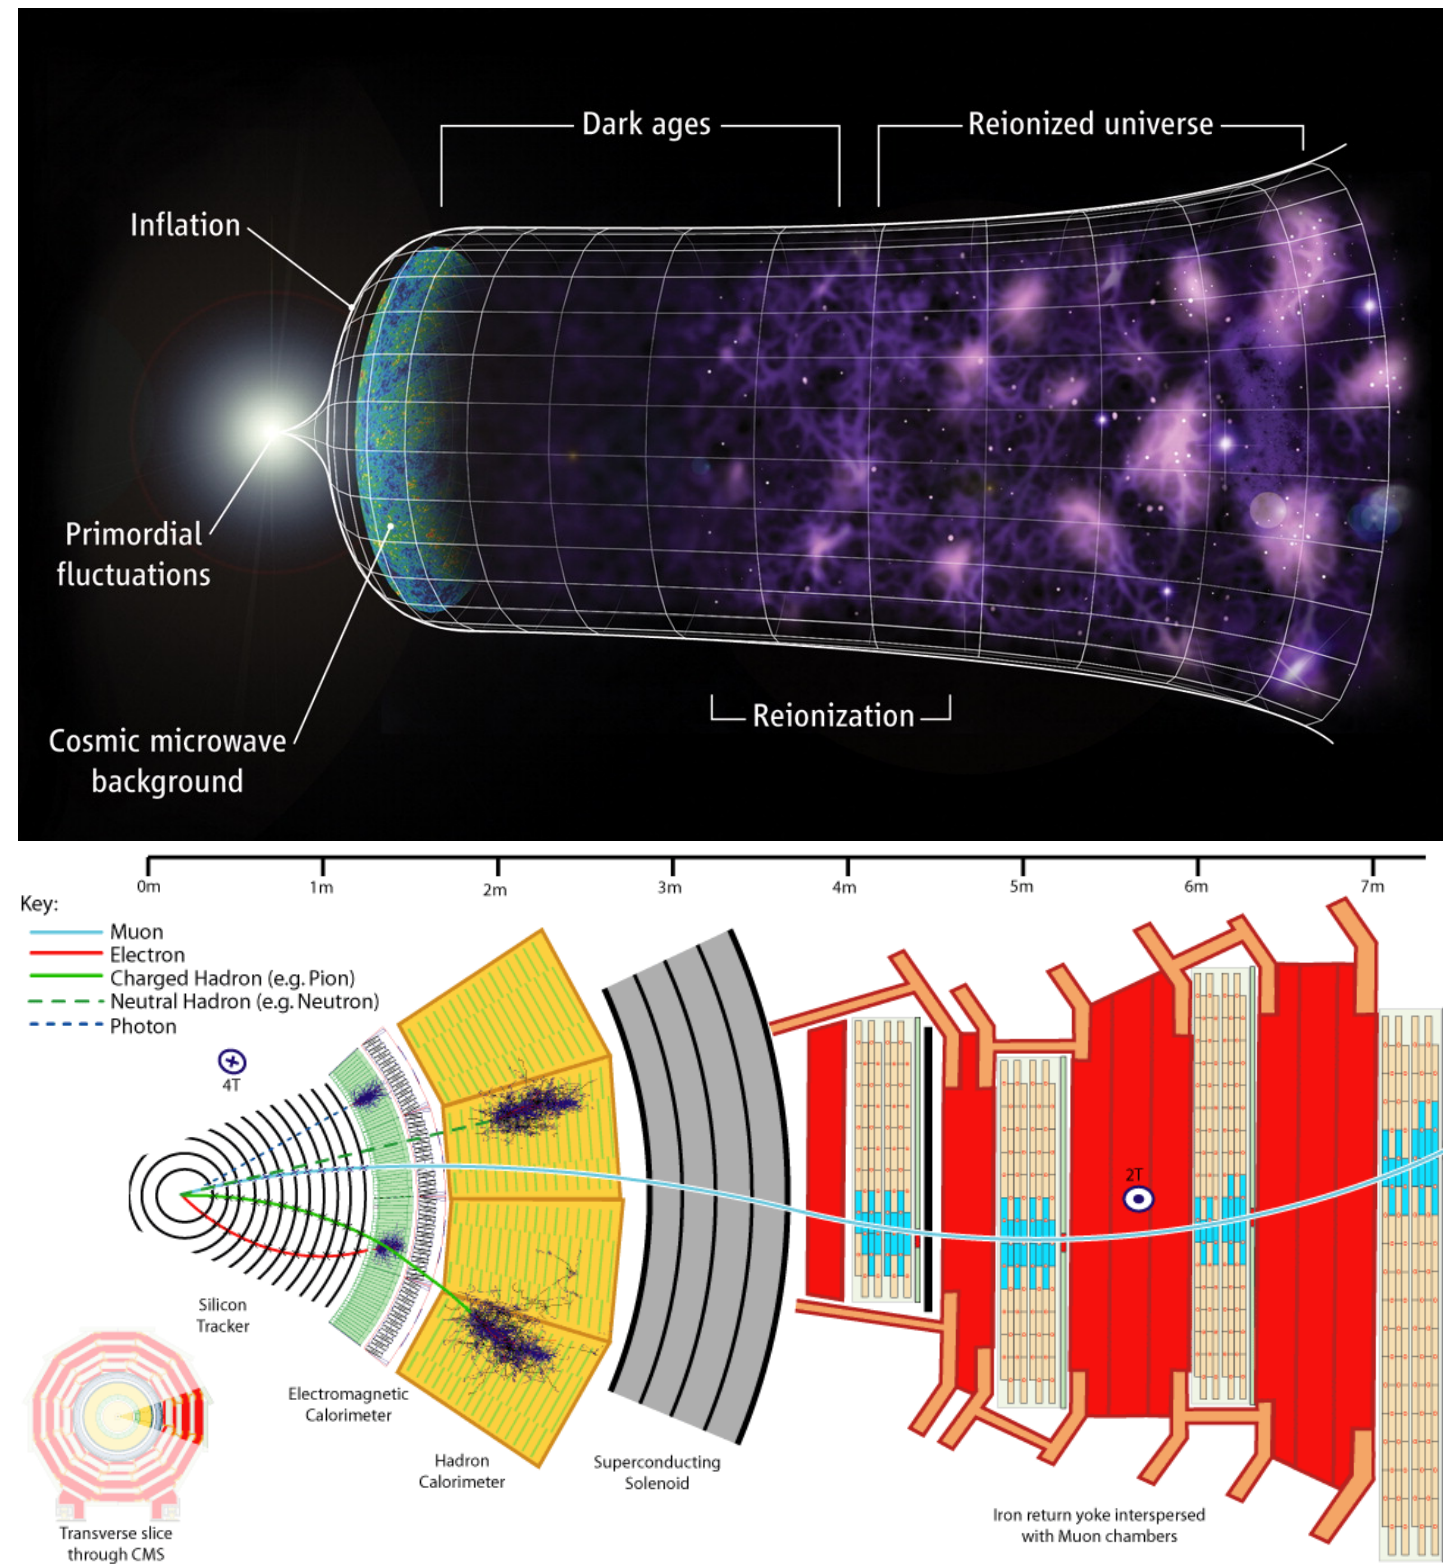 Dark ages
Reionized universe
Inflation
Primordial
fluctuations
Reionization
Cosmic microwave
background
0m
1m
2m
3m
4m
5m
6m
7m
Key:
Muon
Electron
Charged Hadron (e.g. Pion)
Neutral Hadron (e.g. Neutron)
Photon
4T
2T
Silicon
Tracker
Electromagnetic
Calorimeter
Hadron
Calorimeter
Superconducting
Solenoid
Iron return yoke interspersed
with Muon chambers
Transverse slice
through CMS